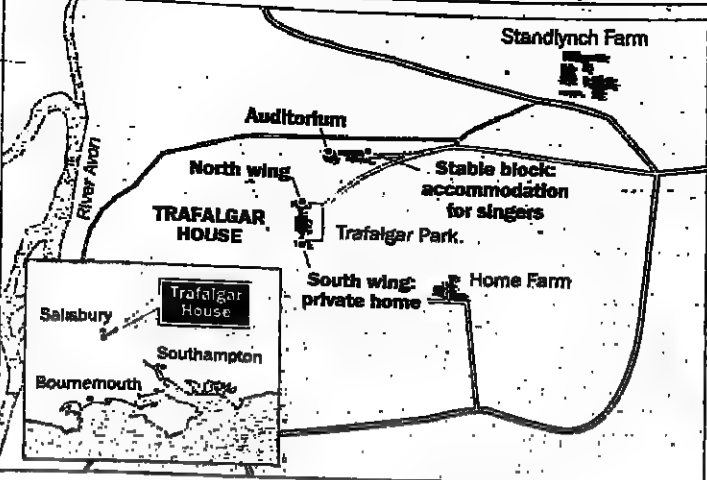 Standlynch Farm
Auditorium
North wing
Stable block:
accommodation
for singers
River Avon
TRAFALGAR
HOUSE
Trafalgar Park
South wing:
private home
Home Farm
Trafalgar
House
Salisbury
Southampton
Bournemouth